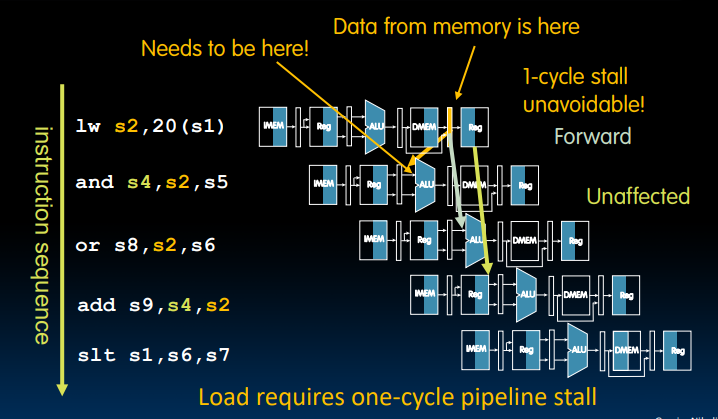 Data from memory is here
Needs to be here!
1-cycle stall
unavoidable!
Forward
Unaffected
instruction sequence
lw s2,20(s1)
IMEM Reg ALU DMEM Reg
and s4,s2,s5
IMEM Reg ALU DMEM Reg
or s8,s2,s6
IMEM Reg ALU DMEM Reg
add s9,s4,s2
IMEM Reg ALU DMEM Reg
slt s1,s6,s7
IMEM Reg ALU DMEM Reg
Load requires one-cycle pipeline stall